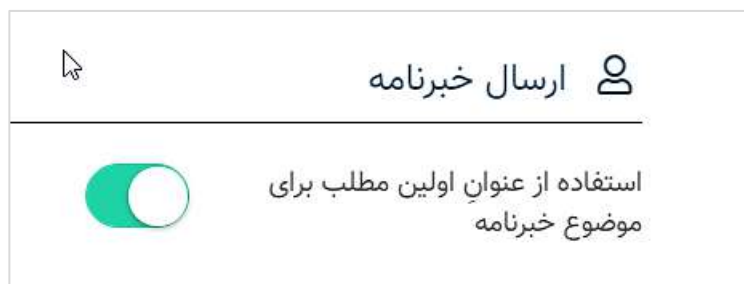 ارسال خبرنامه
استفاده از عنوانِ اولین مطلب برای
موضوع خبرنامه